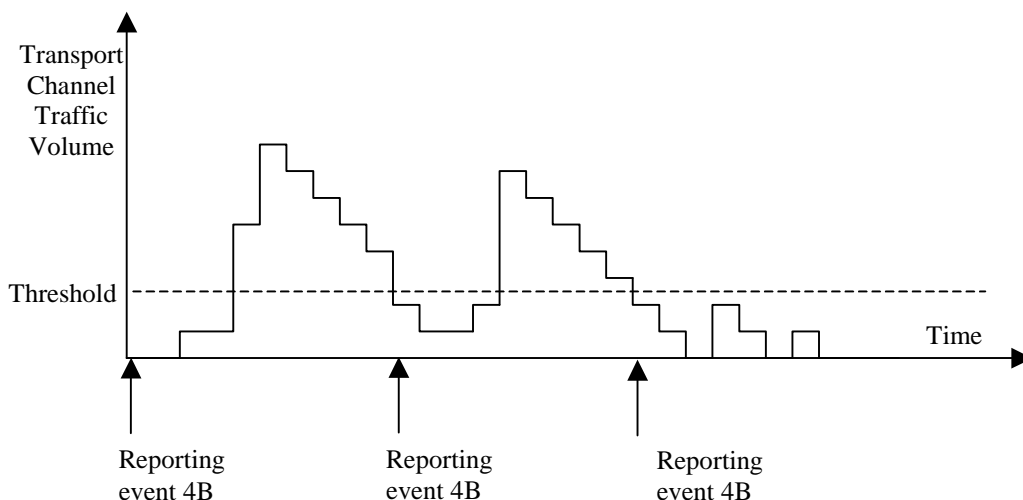 Transport
Channel
Traffic
Volume
Threshold
Time
Reporting
event 4B
Reporting
event 4B
Reporting
event 4B